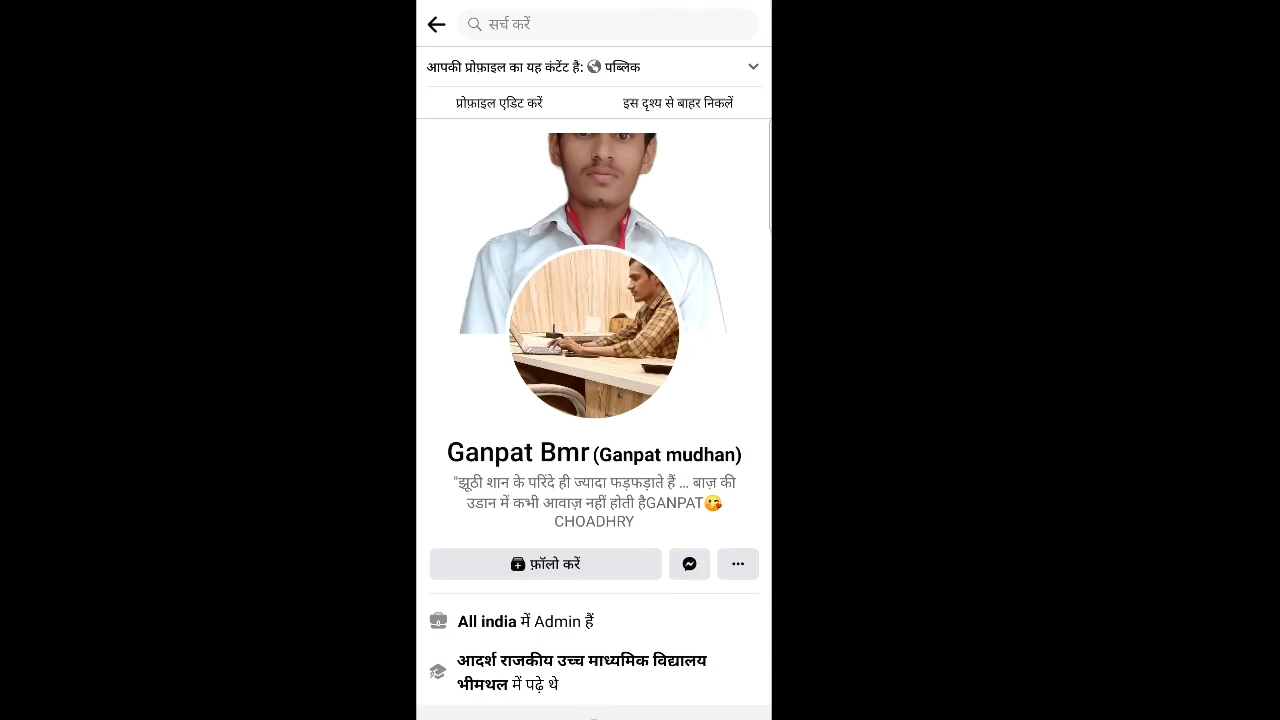 सर्च करें
आपकी प्रोफ़ाइल का यह कंटेंट है: पब्लिक
प्रोफ़ाइल एडिट करें
इस दृश्य से बाहर निकलें
Ganpat Bmr (Ganpat mudhan)
"झूठी शान के परिंदे ही ज्यादा फड़फड़ाते हैं ... बाज़ की
उडान में कभी आवाज़ नहीं होती हैGANPAT😘
CHOADHRY
फ़ॉलो करें
All india में Admin हैं
आदर्श राजकीय उच्च माध्यमिक विद्यालय
भीमथल में पढ़े थे